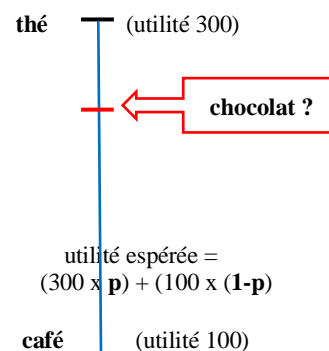 thé (utilité 300)
chocolat ?
utilité espérée =
(300 x p) + (100 x (1-p)
café (utilité 100)